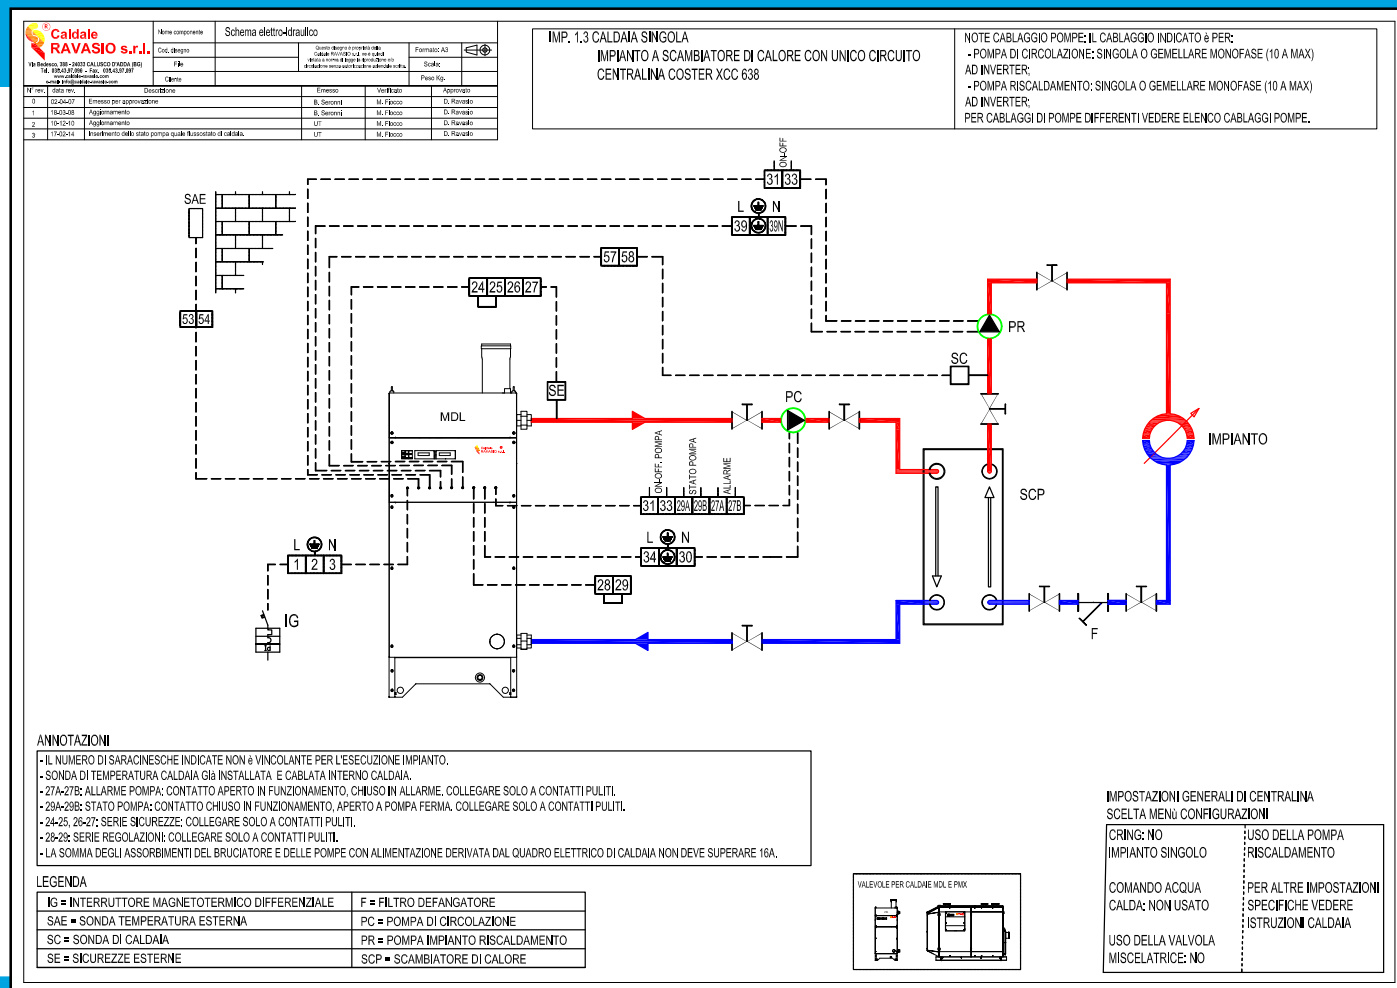 Caldaie
RAVASIO s.r.l.
Via Bedesco, 388 - 24033 CALUSCO D'ADDA (BG)
Nome componente
Schema elettro-idraulico
Cod. disegno
File
Cliente
Formato: A3
Scala:
Peso Kg.
N° rev. data rev. Descrizione Emesso Verificato Approvato
0 02-04-07 Emesso per approvazione B. Seronni M. Fiocco D. Ravasio
1 18-03-08 Aggiornamento B. Seronni M. Fiocco D. Ravasio
2 10-12-10 Aggiornamento UT M. Fiocco D. Ravasio
3 17-02-14 Inserimento dello stato pompa quale flussostato di caldaia. UT M. Fiocco D. Ravasio
IMP. 1.3 CALDAIA SINGOLA
IMPIANTO A SCAMBIATORE DI CALORE CON UNICO CIRCUITO
CENTRALINA COSTER XCC 638
NOTE CABLAGGIO POMPE: IL CABLAGGIO INDICATO è PER:
- POMPA DI CIRCOLAZIONE: SINGOLA O GEMELLARE MONOFASE (10 A MAX)
AD INVERTER;
- POMPA RISCALDAMENTO: SINGOLA O GEMELLARE MONOFASE (10 A MAX)
AD INVERTER;
PER CABLAGGI DI POMPE DIFFERENTI VEDERE ELENCO CABLAGGI POMPE.
ON-OFF
31 33
L N
39 39N
SAE
57 58
24 25 26 27
53 54
PR
SC
SE
PC
MDL
Caldaie
RAVASIO s.r.l.
IMPIANTO
ON-OFF. POMPA
STATO POMPA
ALLARME
31 33 29A 29B 27A 27B
SCP
L N
34 30
L N
1 2 3
28 29
IG
F
ANNOTAZIONI
- IL NUMERO DI SARACINESCHE INDICATE NON è VINCOLANTE PER L'ESECUZIONE IMPIANTO.
- SONDA DI TEMPERATURA CALDAIA GIà INSTALLATA E CABLATA INTERNO CALDAIA.
- 27A-27B: ALLARME POMPA: CONTATTO APERTO IN FUNZIONAMENTO, CHIUSO IN ALLARME. COLLEGARE SOLO A CONTATTI PULITI.
- 29A-29B: STATO POMPA: CONTATTO CHIUSO IN FUNZIONAMENTO, APERTO A POMPA FERMA. COLLEGARE SOLO A CONTATTI PULITI.
- 24-25, 26-27: SERIE SICUREZZE: COLLEGARE SOLO A CONTATTI PULITI.
- 28-29: SERIE REGOLAZIONI: COLLEGARE SOLO A CONTATTI PULITI.
- LA SOMMA DEGLI ASSORBIMENTI DEL BRUCIATORE E DELLE POMPE CON ALIMENTAZIONE DERIVATA DAL QUADRO ELETTRICO DI CALDAIA NON DEVE SUPERARE 16A.
LEGENDA
IG = INTERRUTTORE MAGNETOTERMICO DIFFERENZIALE F = FILTRO DEFANGATORE
SAE = SONDA TEMPERATURA ESTERNA PC = POMPA DI CIRCOLAZIONE
SC = SONDA DI CALDAIA PR = POMPA IMPIANTO RISCALDAMENTO
SE = SICUREZZE ESTERNE SCP = SCAMBIATORE DI CALORE
VALEVOLE PER CALDAIE MDL E PMX
IMPOSTAZIONI GENERALI DI CENTRALINA
SCELTA MENù CONFIGURAZIONI
CRING: NO
IMPIANTO SINGOLO
COMANDO ACQUA
CALDA: NON USATO
USO DELLA VALVOLA
MISCELATRICE: NO
USO DELLA POMPA
RISCALDAMENTO
PER ALTRE IMPOSTAZIONI
SPECIFICHE VEDERE
ISTRUZIONI CALDAIA